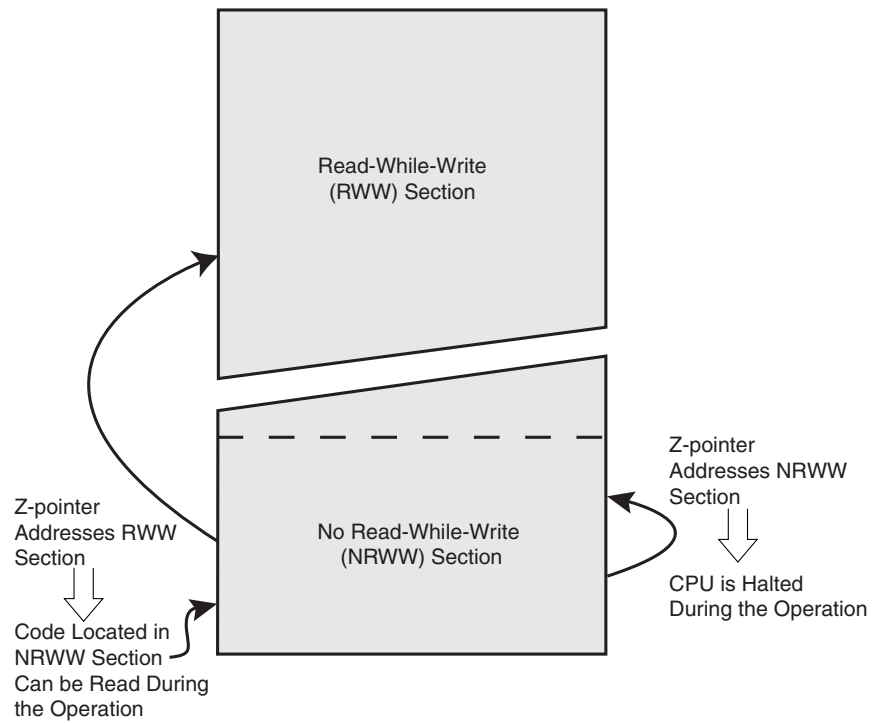 Read-While-Write
(RWW) Section
Z-pointer
Addresses NRWW
Section
Z-pointer
Addresses RWW
Section
No Read-While-Write
(NRWW) Section
CPU is Halted
During the Operation
Code Located in
NRWW Section
Can be Read During
the Operation